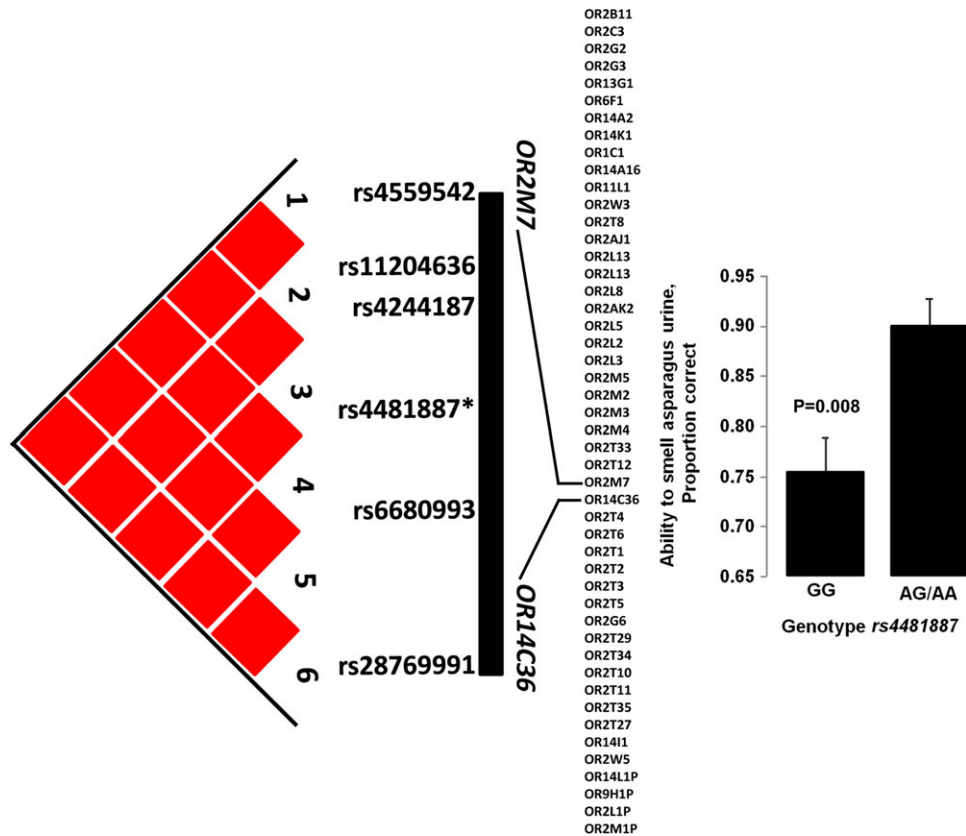 1
2
3
4
5
6
rs4559542
rs11204636
rs4244187
rs4481887*
rs6680993
rs28769991
OR2M7
OR14C36
OR2B11
OR2C3
OR2G2
OR2G3
OR13G1
OR6F1
OR14A2
OR14K1
OR1C1
OR14A16
OR11L1
OR2W3
OR2T8
OR2AJ1
OR2L13
OR2L13
OR2L8
OR2AK2
OR2L5
OR2L2
OR2L3
OR2M5
OR2M2
OR2M3
OR2M4
OR2T33
OR2T12
OR2M7
OR14C36
OR2T4
OR2T6
OR2T1
OR2T2
OR2T3
OR2T5
OR2G6
OR2T29
OR2T34
OR2T10
OR2T11
OR2T35
OR2T27
OR14I1
OR2W5
OR14L1P
OR9H1P
OR2L1P
OR2M1P
Ability to smell asparagus urine,
Proportion correct
0.95
0.90
0.85
0.80
0.75
0.70
0.65
P=0.008
GG
AG/AA
Genotype rs4481887